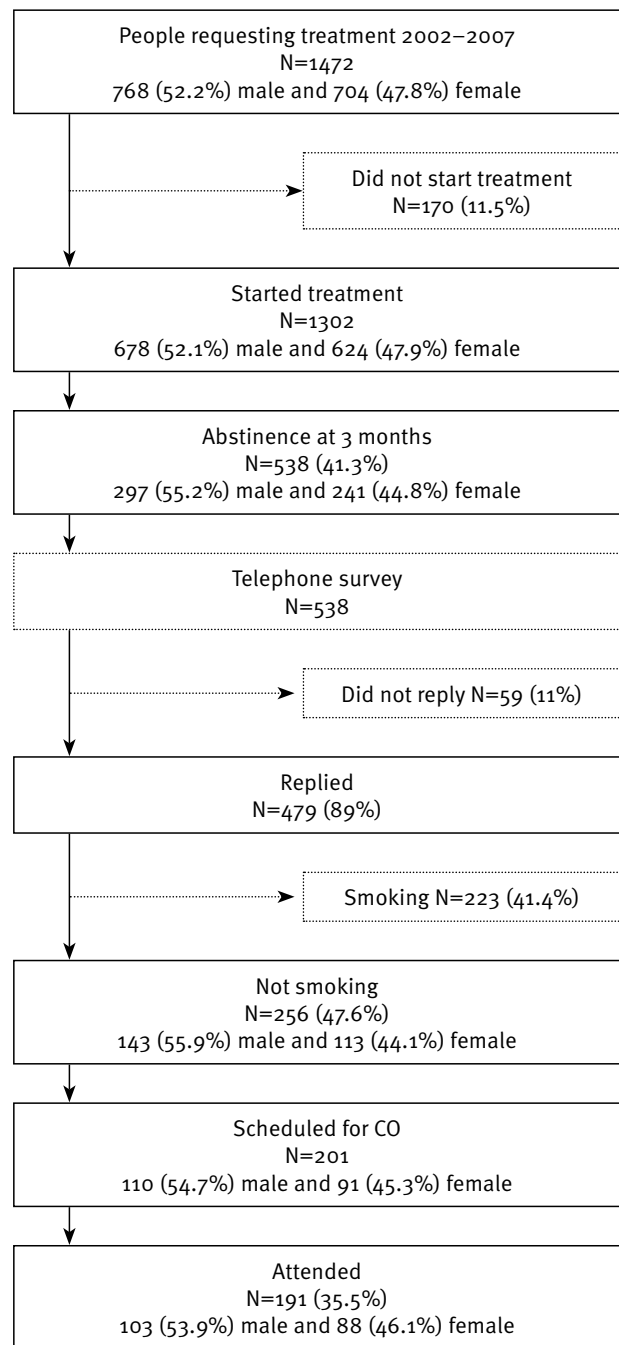 People requesting treatment 2002–2007
N=1472
768 (52.2%) male and 704 (47.8%) female
Did not start treatment
N=170 (11.5%)
Started treatment
N=1302
678 (52.1%) male and 624 (47.9%) female
Abstinence at 3 months
N=538 (41.3%)
297 (55.2%) male and 241 (44.8%) female
Telephone survey
N=538
Did not reply N=59 (11%)
Replied
N=479 (89%)
Smoking N=223 (41.4%)
Not smoking
N=256 (47.6%)
143 (55.9%) male and 113 (44.1%) female
Scheduled for CO
N=201
110 (54.7%) male and 91 (45.3%) female
Attended
N=191 (35.5%)
103 (53.9%) male and 88 (46.1%) female